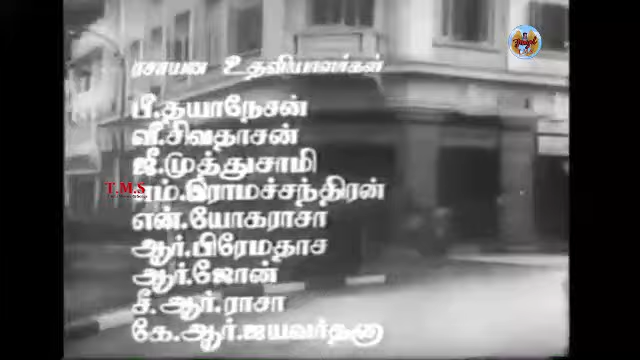 ரசாயன உதவியாளர்கள்
பீ.தயாநேசன்
வீ.சிவதாசன்
ஜீ.முத்துசாமி
எம்.இராமச்சந்திரன்
T.M.S
என்.யோகராசா
ஆர்.பிரேமதாச
ஆர்.ஜோன்
சீ.ஆர்.ராசா
கே.ஆர்.ஜயவர்தன